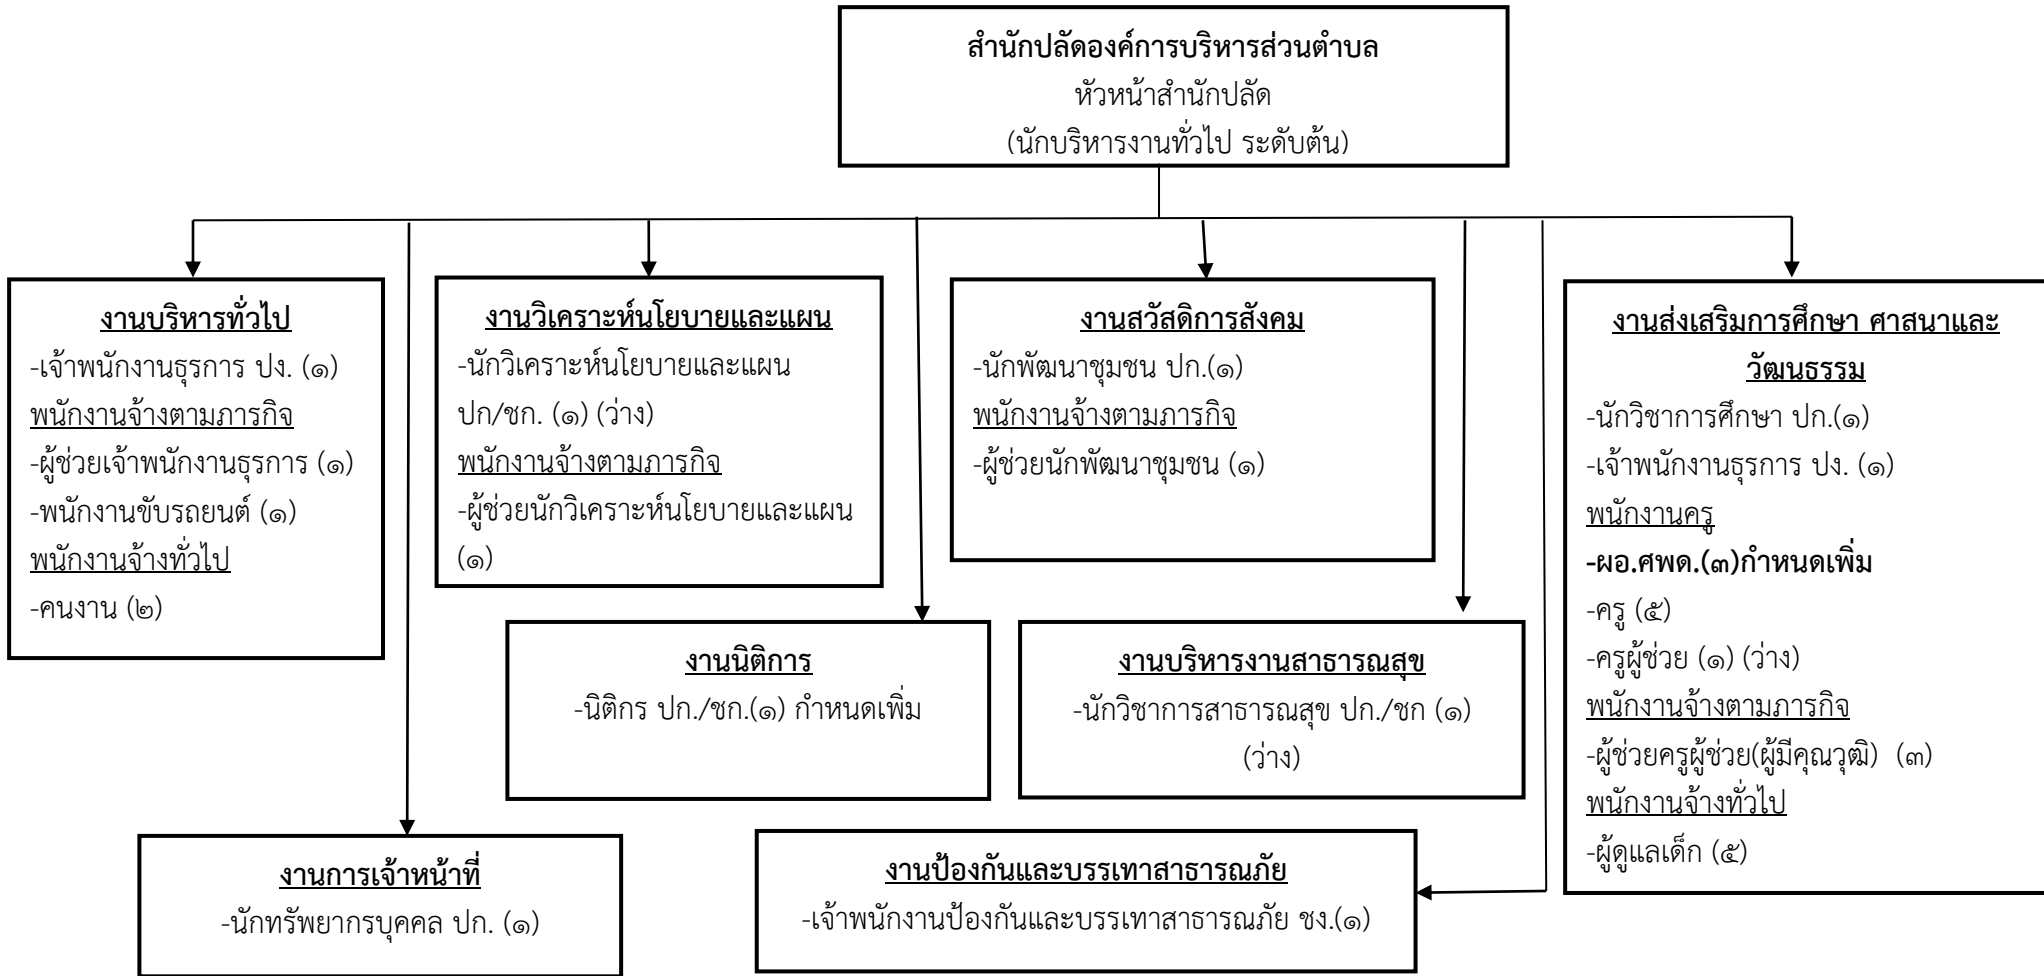 สำนักปลัดองค์การบริหารส่วนตำบล
หัวหน้าสำนักปลัด
(นักบริหารงานทั่วไป ระดับต้น)
งานบริหารทั่วไป
-เจ้าพนักงานธุรการ ปง. (๑)
พนักงานจ้างตามภารกิจ
-ผู้ช่วยเจ้าพนักงานธุรการ (๑)
-พนักงานขับรถยนต์ (๑)
พนักงานจ้างทั่วไป
-คนงาน (๒)
งานวิเคราะห์นโยบายและแผน
-นักวิเคราะห์นโยบายและแผน
ปก/ชก. (๑) (ว่าง)
พนักงานจ้างตามภารกิจ
-ผู้ช่วยนักวิเคราะห์นโยบายและแผน
(๑)
งานสวัสดิการสังคม
-นักพัฒนาชุมชน ปก.(๑)
พนักงานจ้างตามภารกิจ
-ผู้ช่วยนักพัฒนาชุมชน (๑)
งานส่งเสริมการศึกษา ศาสนาและ
วัฒนธรรม
-นักวิชาการศึกษา ปก.(๑)
-เจ้าพนักงานธุรการ ปง. (๑)
พนักงานครู
-ผอ.ศพด.(๓)กำหนดเพิ่ม
-ครู (๕)
-ครูผู้ช่วย (๑) (ว่าง)
พนักงานจ้างตามภารกิจ
-ผู้ช่วยครูผู้ช่วย(ผู้มีคุณวุฒิ) (๓)
พนักงานจ้างทั่วไป
-ผู้ดูแลเด็ก (๕)
งานนิติการ
-นิติกร ปก./ชก.(๑) กำหนดเพิ่ม
งานบริหารงานสาธารณสุข
-นักวิชาการสาธารณสุข ปก./ชก (๑)
(ว่าง)
งานการเจ้าหน้าที่
-นักทรัพยากรบุคคล ปก. (๑)
งานป้องกันและบรรเทาสาธารณภัย
-เจ้าพนักงานป้องกันและบรรเทาสาธารณภัย ชง.(๑)